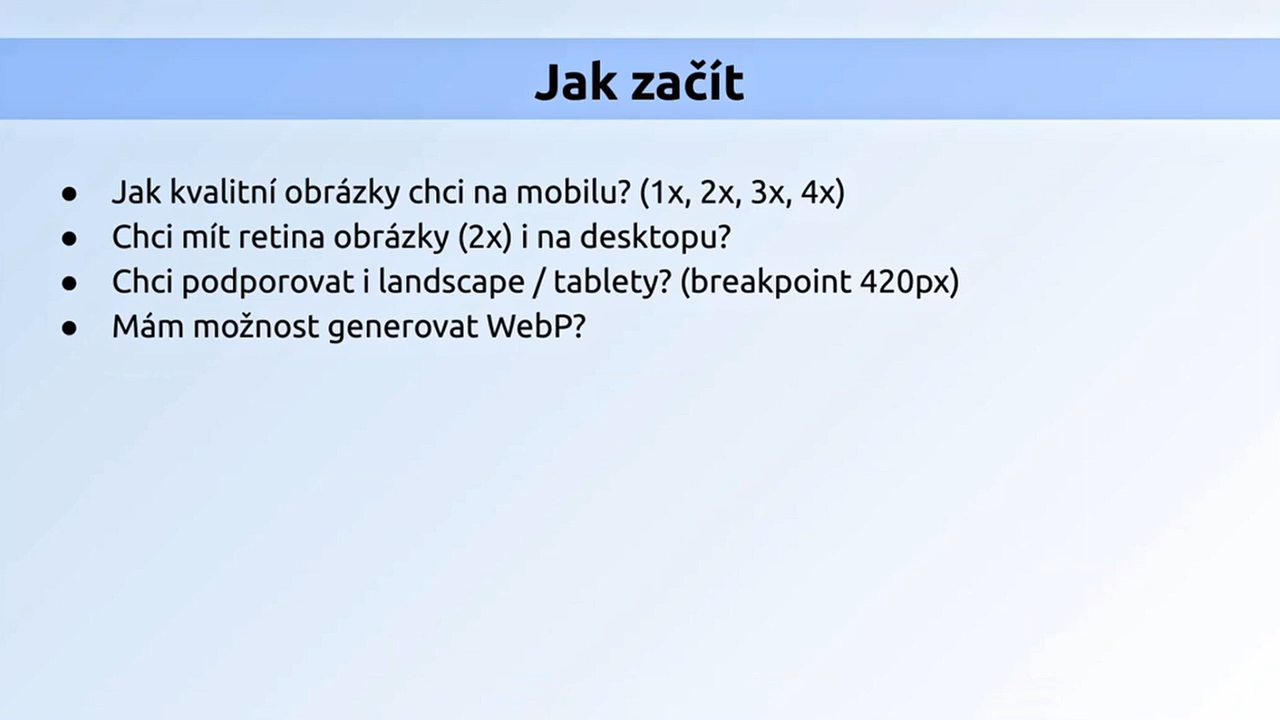 Jak začít
● Jak kvalitní obrázky chci na mobilu? (1x, 2x, 3x, 4x)
● Chci mít retina obrázky (2x) i na desktopu?
● Chci podporovat i landscape / tablety? (breakpoint 420px)
● Mám možnost generovat WebP?